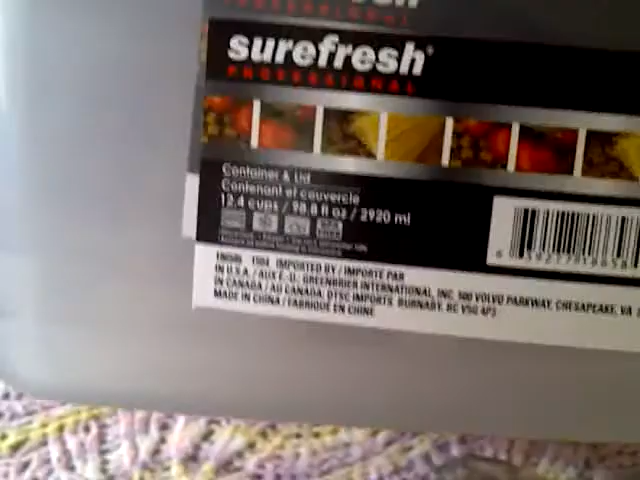 surefresh
PROFESSIONAL
Container & Lid
Contenant et couvercle
12.4 cups / 98.8 fl oz / 2920 ml
IMPORTED BY / IMPORTÉ PAR
IN U.S.A. / AUX É.-U.: GREENBRIER INTERNATIONAL, INC. 500 VOLVO PARKWAY, CHESAPEAKE, VA
IN CANADA / AU CANADA: DTSC IMPORTS, BURNABY, BC V5G 4P3
MADE IN CHINA / FABRIQUÉ EN CHINE